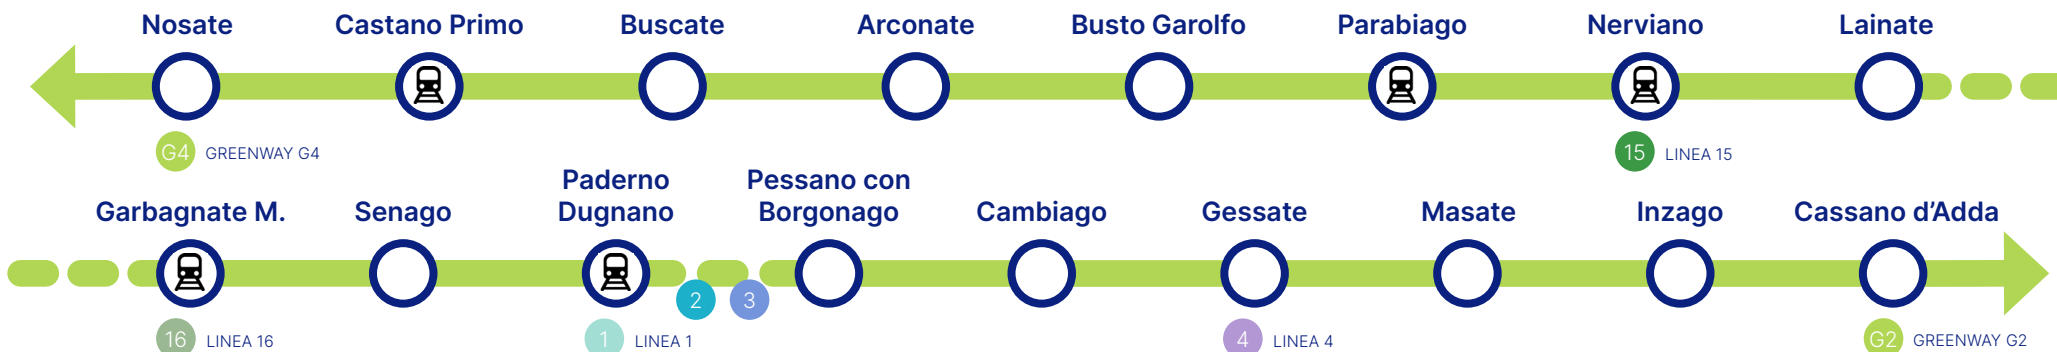 Nosate
Castano Primo
Buscate
Arconate
Busto Garolfo
Parabiago
Nerviano
Lainate
G4 GREENWAY G4
15 LINEA 15
Garbagnate M.
Senago
Paderno
Dugnano
Pessano con
Borgonago
Cambiago
Gessate
Masate
Inzago
Cassano d’Adda
2
3
16 LINEA 16
1 LINEA 1
4 LINEA 4
G2 GREENWAY G2